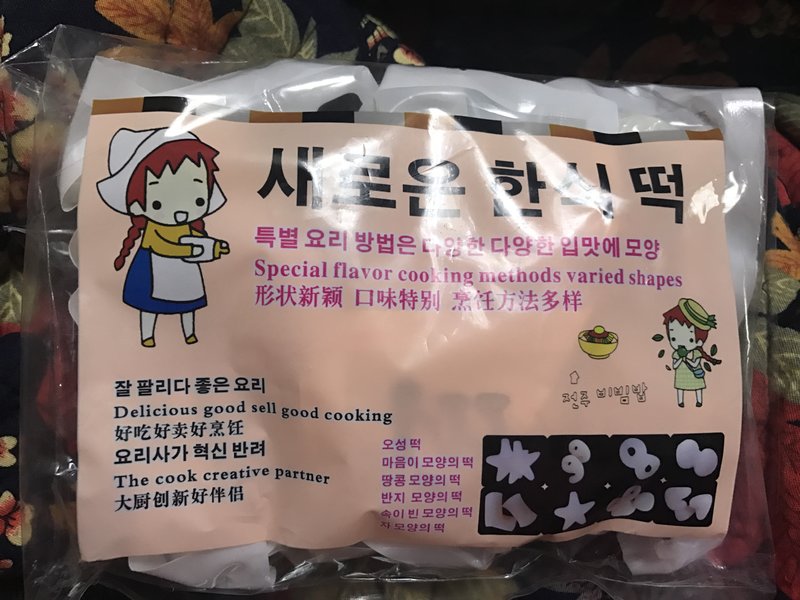 새로운 한식 떡
특별 요리 방법은 다양한 다양한 입맛에 모양
Special flavor cooking methods varied shapes
形状新颖 口味特别 烹饪方法多样
전주 비빔밥
잘 팔리다 좋은 요리
Delicious good sell good cooking
好吃好卖好烹饪
요리사가 혁신 반려
The cook creative partner
大厨创新好伴侣
오성 떡
마음이 모양의 떡
땅콩 모양의 떡
반지 모양의 떡
속이 빈 모양의 떡
자 모양의 떡